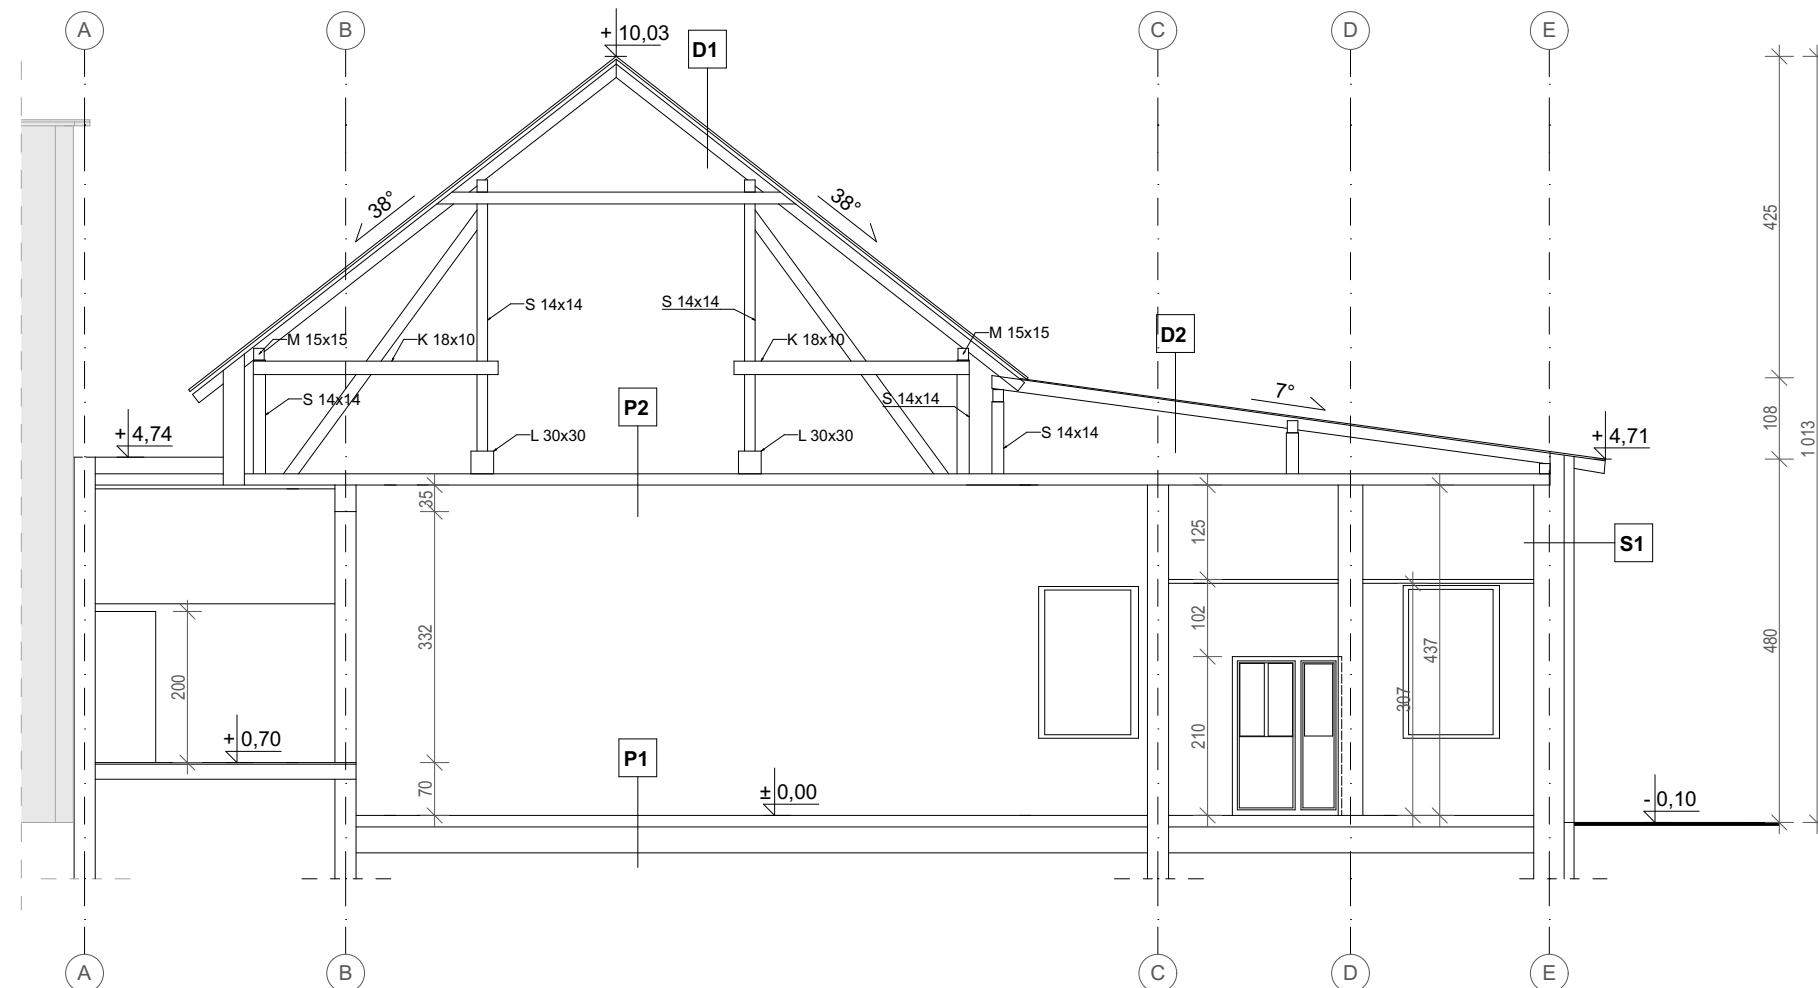 A
B
C
D
E
+ 10,03
D1
38°
38°
425
S 14x14
S 14x14
M 15x15
K 18x10
K 18x10
M 15x15
D2
7°
S 14x14
P2
S 14x14
108
1 013
+ 4,74
L 30x30
L 30x30
S 14x14
+ 4,71
35
125
S1
332
102
437
480
200
307
+ 0,70
210
P1
70
± 0,00
- 0,10
A
B
C
D
E